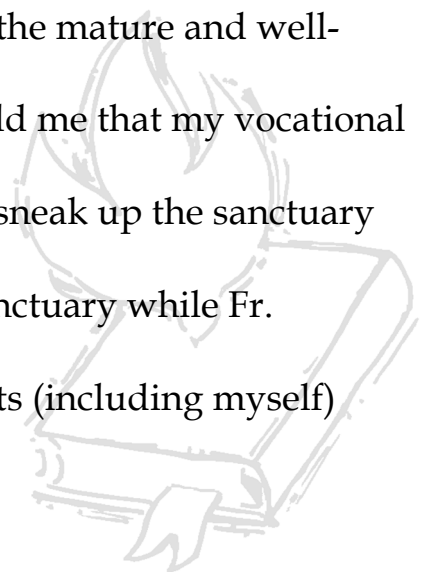 the mature and well-
ld me that my vocational
sneak up the sanctuary
nctuary while Fr.
ts (including myself)